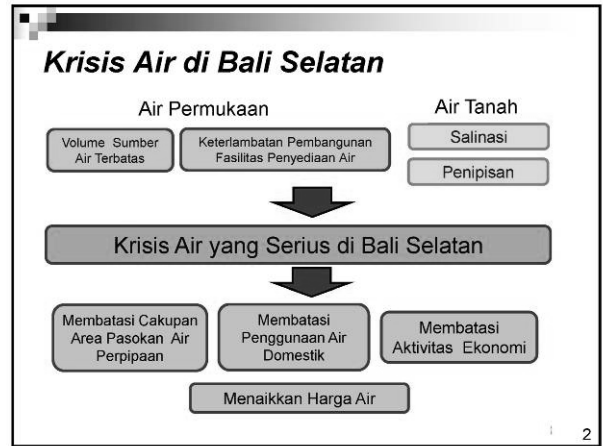 Krisis Air di Bali Selatan
Air Permukaan
Air Tanah
Volume Sumber
Air Terbatas
Keterlambatan Pembangunan
Fasilitas Penyediaan Air
Salinasi
Penipisan
Krisis Air yang Serius di Bali Selatan
Membatasi Cakupan
Area Pasokan Air
Perpipaan
Membatasi
Penggunaan Air
Domestik
Membatasi
Aktivitas Ekonomi
Menaikkan Harga Air
2